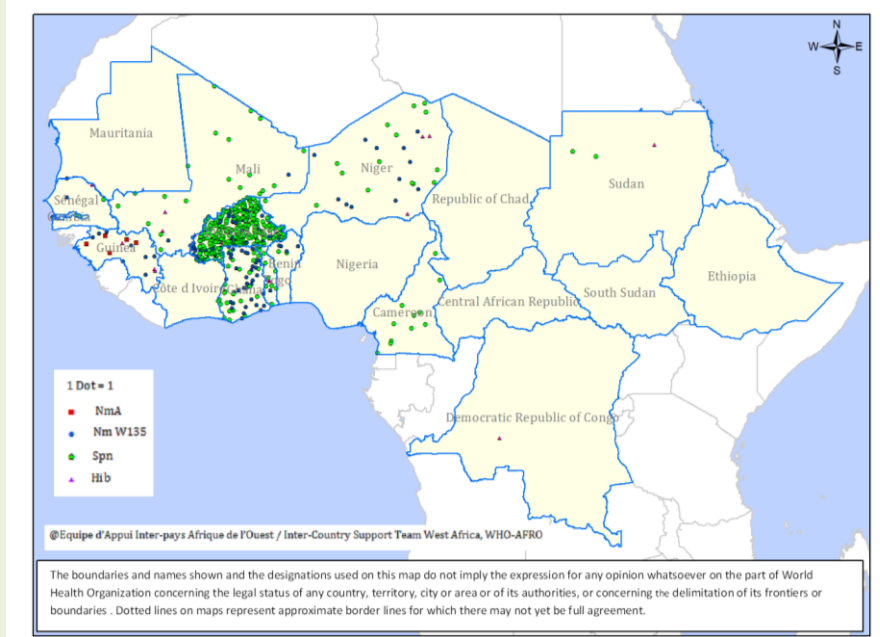 N
W E
S
Mauritania
Mali
Niger
Sénégal
Republic of Chad
Sudan
Guinea
Benin
Nigeria
Côte d Ivoire
Ghana
Togo
Ethiopia
South Sudan
Central African Republic
Cameroon
Democratic Republic of Congo
1 Dot = 1
NmA
Nm W135
Spn
Hib
@Equipe d'Appui Inter-pays Afrique de l'Ouest / Inter-Country Support Team West Africa, WHO-AFRO
The boundaries and names shown and the designations used on this map do not imply the expression for any opinion whatsoever on the part of World
Health Organization concerning the legal status of any country, territory, city or area or of its authorities, or concerning the delimitation of its frontiers or
boundaries . Dotted lines on maps represent approximate border lines for which there may not yet be full agreement.